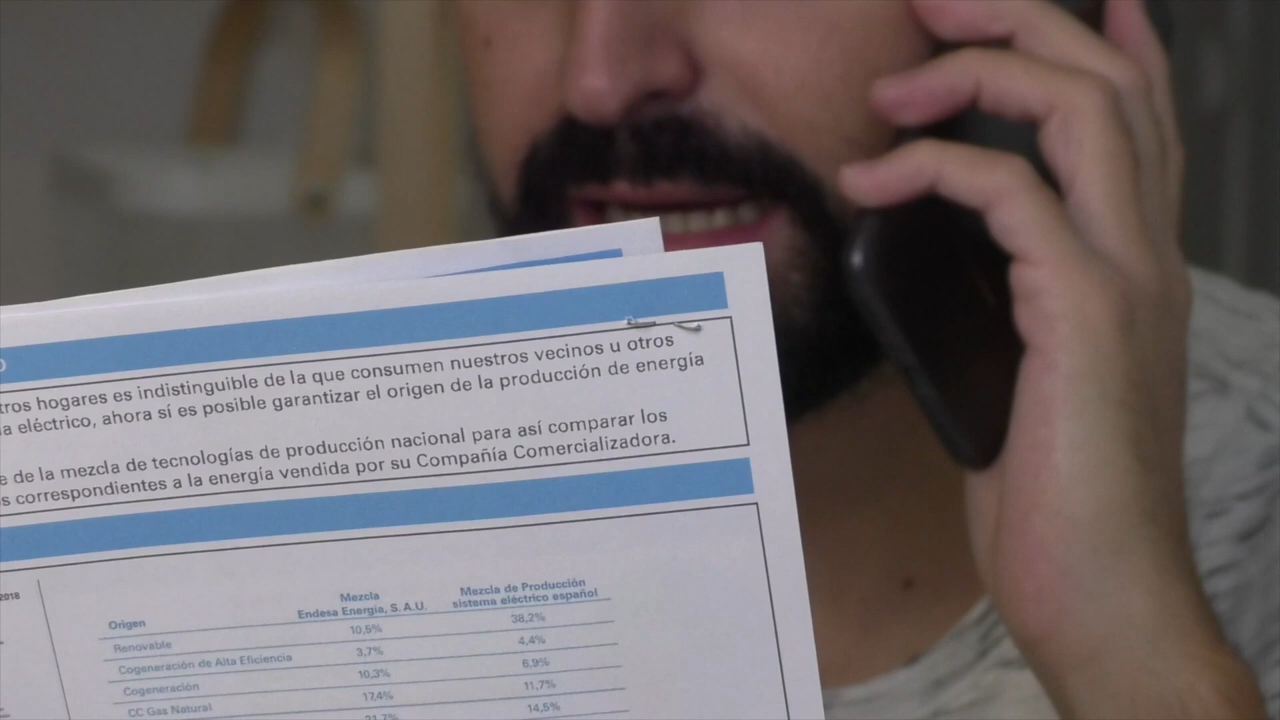 O
tros hogares es indistinguible de la que consumen nuestros vecinos u otros
a eléctrico, ahora sí es posible garantizar el origen de la producción de energía
e de la mezcla de tecnologías de producción nacional para así comparar los
s correspondientes a la energía vendida por su Compañía Comercializadora.
2018
Origen Mezcla Endesa Energía, S.A.U. Mezcla de Producción sistema eléctrico español
Renovable 10,5% 38,2%
Cogeneración de Alta Eficiencia 3,7% 4,4%
Cogeneración 10,3% 6,9%
CC Gas Natural 17,4% 11,7%
21,7% 14,5%